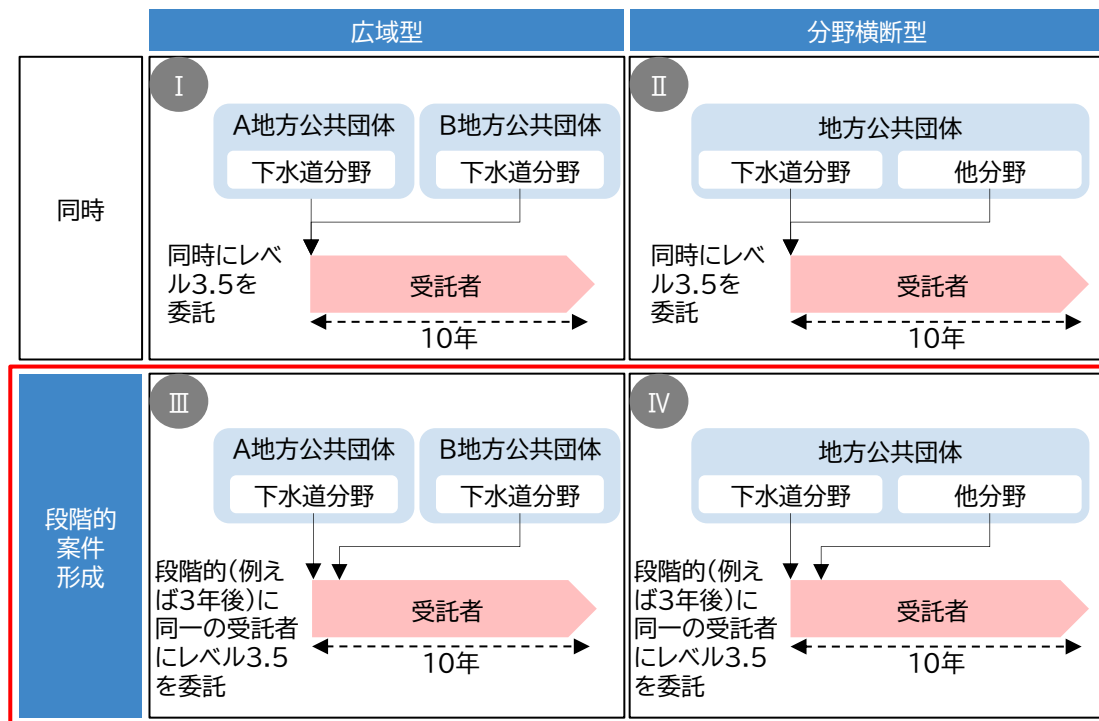 広域型
分野横断型
同時
Ⅰ
A地方公共団体
B地方公共団体
下水道分野
下水道分野
同時にレベ
ル3.5を
委託
受託者
10年
Ⅱ
地方公共団体
下水道分野
他分野
同時にレベ
ル3.5を
委託
受託者
10年
段階的
案件
形成
Ⅲ
A地方公共団体
B地方公共団体
下水道分野
下水道分野
段階的(例え
ば3年後)に
同一の受託者
にレベル3.5
を委託
受託者
10年
Ⅳ
地方公共団体
下水道分野
他分野
段階的(例え
ば3年後)に
同一の受託者
にレベル3.5
を委託
受託者
10年